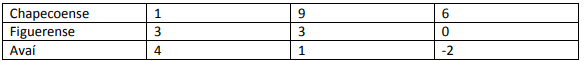 Chapecoense 1 9 6
Figuerense 3 3 0
Avaí 4 1 -2